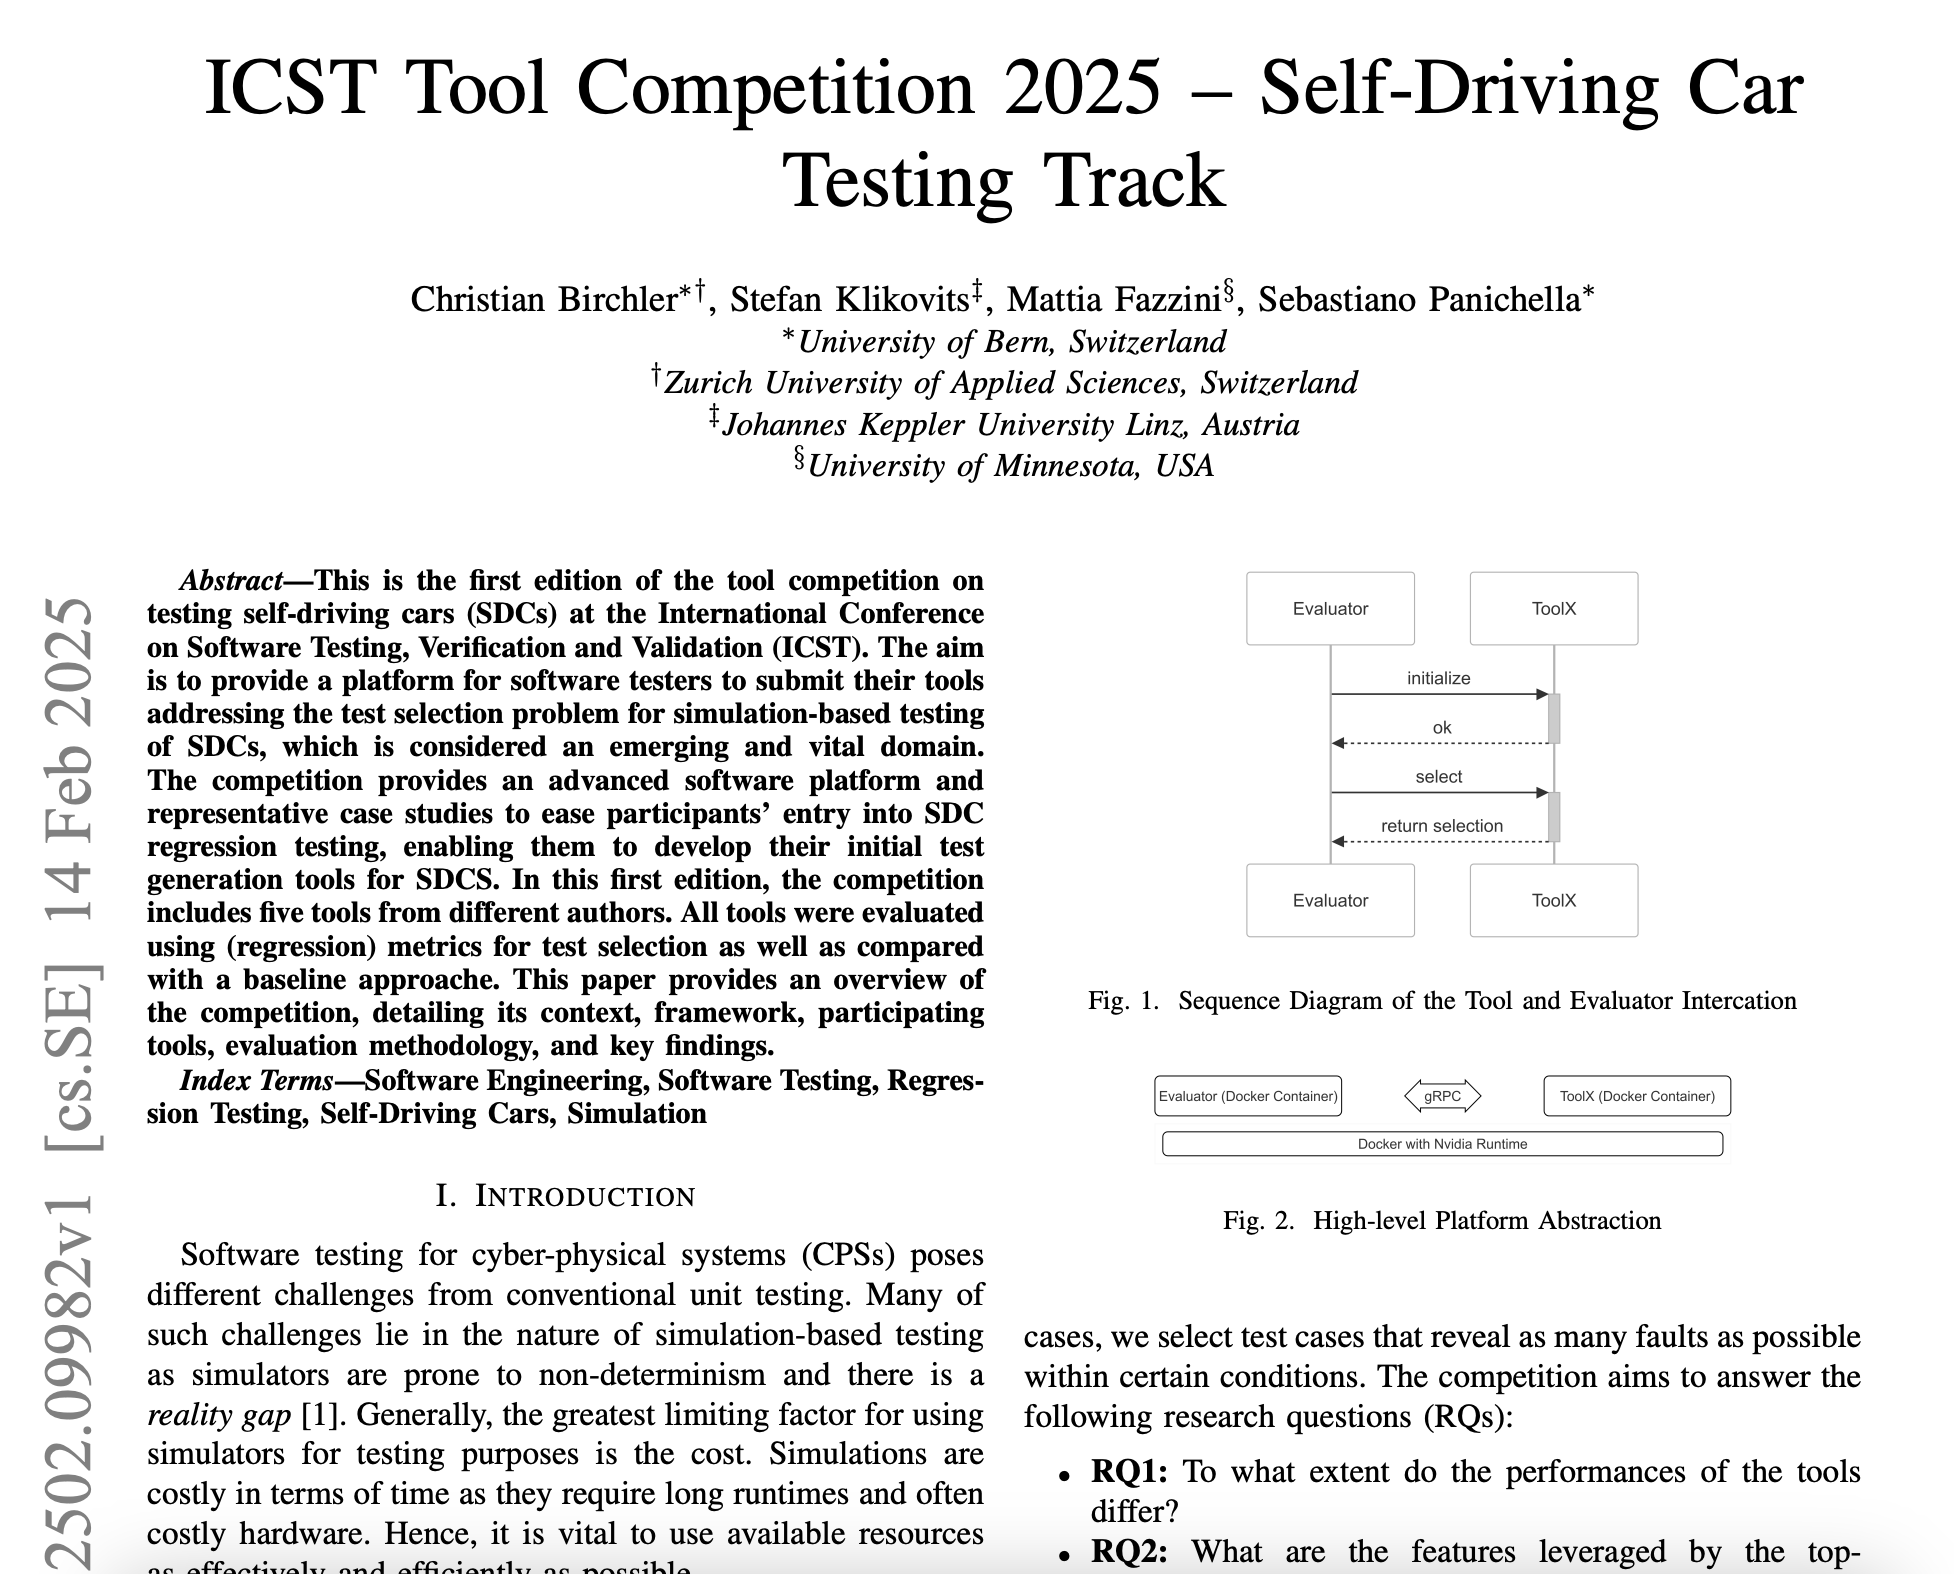 ICST Tool Competition 2025 – Self-Driving Car
Testing Track
Christian Birchler*†, Stefan Klikovits‡, Mattia Fazzini§, Sebastiano Panichella*
*University of Bern, Switzerland
†Zurich University of Applied Sciences, Switzerland
‡Johannes Keppler University Linz, Austria
§University of Minnesota, USA
2502.09982v1 [cs.SE] 14 Feb 2025
Abstract—This is the first edition of the tool competition on
testing self-driving cars (SDCs) at the International Conference
on Software Testing, Verification and Validation (ICST). The aim
is to provide a platform for software testers to submit their tools
addressing the test selection problem for simulation-based testing
of SDCs, which is considered an emerging and vital domain.
The competition provides an advanced software platform and
representative case studies to ease participants’ entry into SDC
regression testing, enabling them to develop their initial test
generation tools for SDCS. In this first edition, the competition
includes five tools from different authors. All tools were evaluated
using (regression) metrics for test selection as well as compared
with a baseline approache. This paper provides an overview of
the competition, detailing its context, framework, participating
tools, evaluation methodology, and key findings.
Index Terms—Software Engineering, Software Testing, Regres-
sion Testing, Self-Driving Cars, Simulation
I. INTRODUCTION
Software testing for cyber-physical systems (CPSs) poses
different challenges from conventional unit testing. Many of
such challenges lie in the nature of simulation-based testing
as simulators are prone to non-determinism and there is a
reality gap [1]. Generally, the greatest limiting factor for using
simulators for testing purposes is the cost. Simulations are
costly in terms of time as they require long runtimes and often
costly hardware. Hence, it is vital to use available resources
as effectively and efficiently as possible.
Evaluator
ToolX
initialize
ok
select
return selection
Evaluator
ToolX
Fig. 1. Sequence Diagram of the Tool and Evaluator Intercation
Evaluator (Docker Container)
gRPC
ToolX (Docker Container)
Docker with Nvidia Runtime
Fig. 2. High-level Platform Abstraction
cases, we select test cases that reveal as many faults as possible
within certain conditions. The competition aims to answer the
following research questions (RQs):
• RQ1: To what extent do the performances of the tools
differ?
• RQ2: What are the features leveraged by the top-